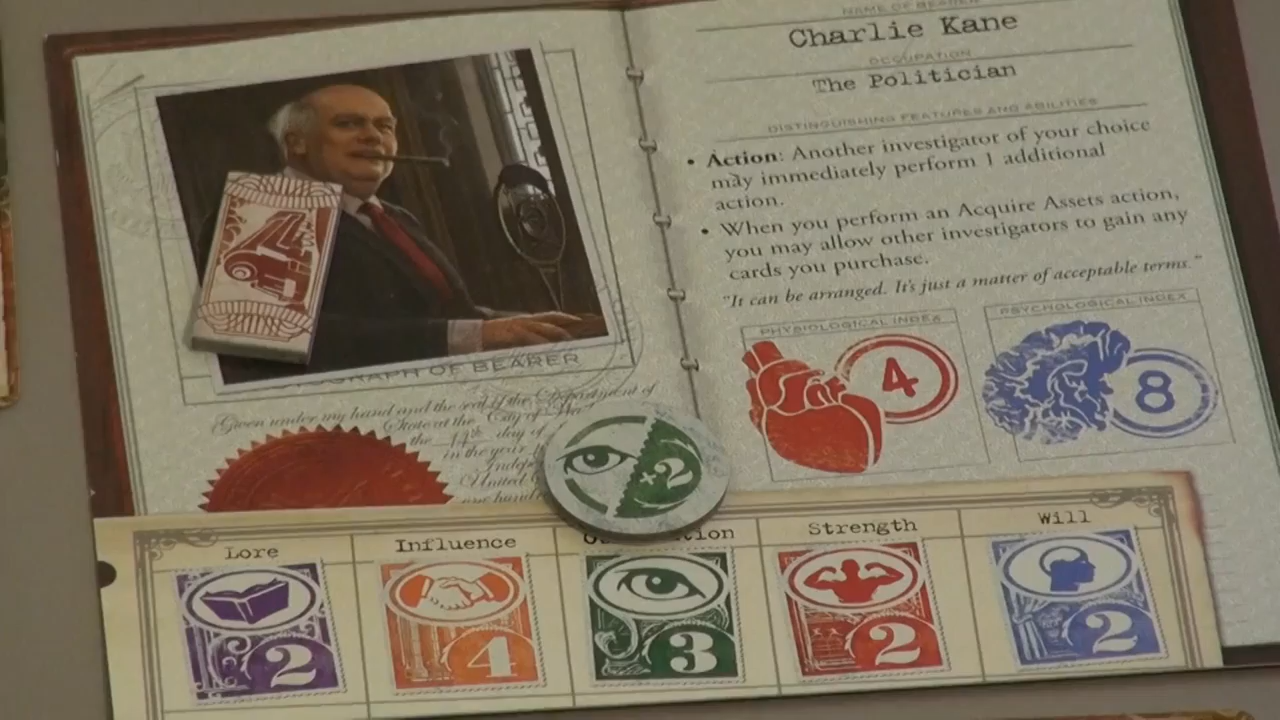 NAME OF BEARER
Charlie Kane
OCCUPATION
The Politician
DISTINGUISHING FEATURES AND ABILITIES
• Action: Another investigator of your choice
may immediately perform 1 additional
action.
• When you perform an Acquire Assets action,
you may allow other investigators to gain any
cards you purchase.
"It can be arranged. It's just a matter of acceptable terms."
PHYSIOLOGICAL INDEX
PSYCHOLOGICAL INDEX
4
8
OF BEARER
Given under my hand and the seal of the Department of
State at the City of
the 14th day of
in the year
United
+2
Lore
Influence
Strength
Will
2
4
3
2
2